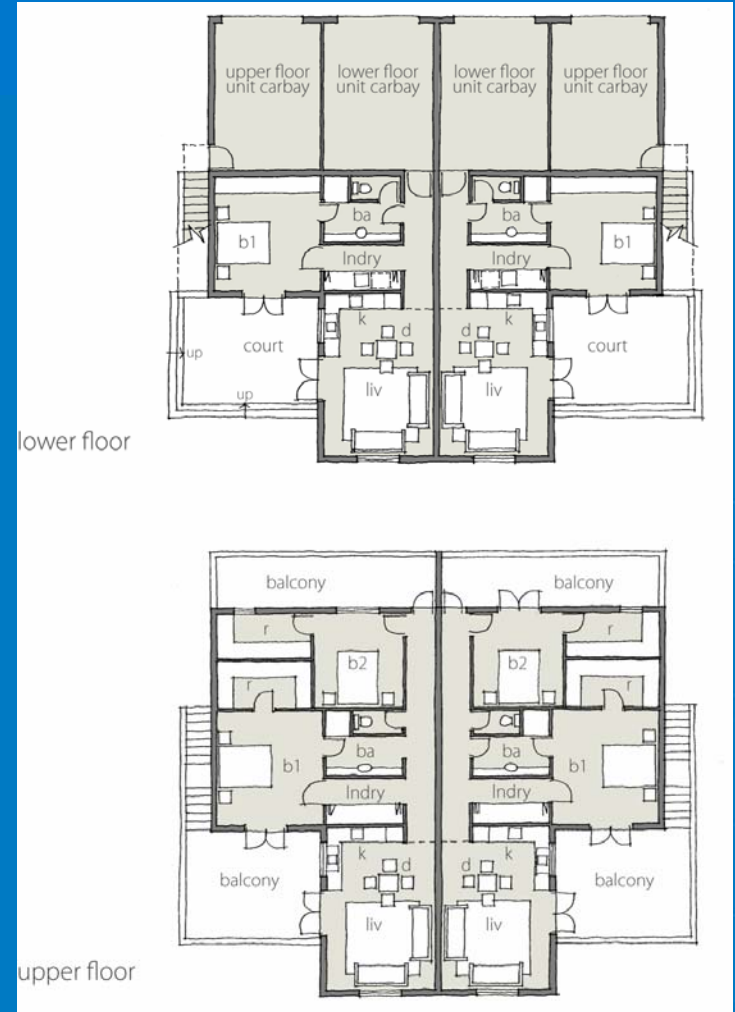 upper floor
unit carbay
lower floor
unit carbay
lower floor
unit carbay
upper floor
unit carbay
ba
ba
b1
b1
lndry
lndry
k
k
d
d
court
court
up
up
liv
liv
lower floor
balcony
balcony
r
r
b2
b2
r
r
ba
ba
b1
b1
lndry
lndry
k
k
d
d
balcony
balcony
liv
liv
upper floor